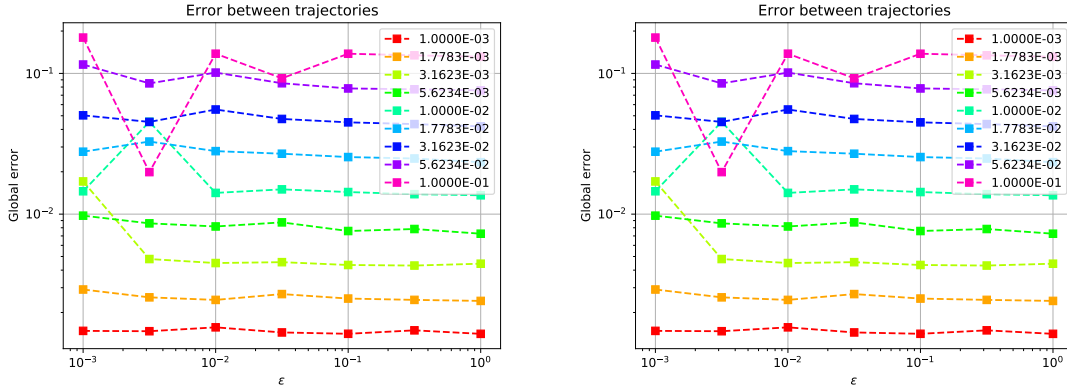 Error between trajectories
Global error
10⁻¹
10⁻²
10⁻³ 10⁻² 10⁻¹ 10⁰
ε
1.0000E-03
1.7783E-03
3.1623E-03
5.6234E-03
1.0000E-02
1.7783E-02
3.1623E-02
5.6234E-02
1.0000E-01
Error between trajectories
Global error
10⁻¹
10⁻²
10⁻³ 10⁻² 10⁻¹ 10⁰
ε
1.0000E-03
1.7783E-03
3.1623E-03
5.6234E-03
1.0000E-02
1.7783E-02
3.1623E-02
5.6234E-02
1.0000E-01